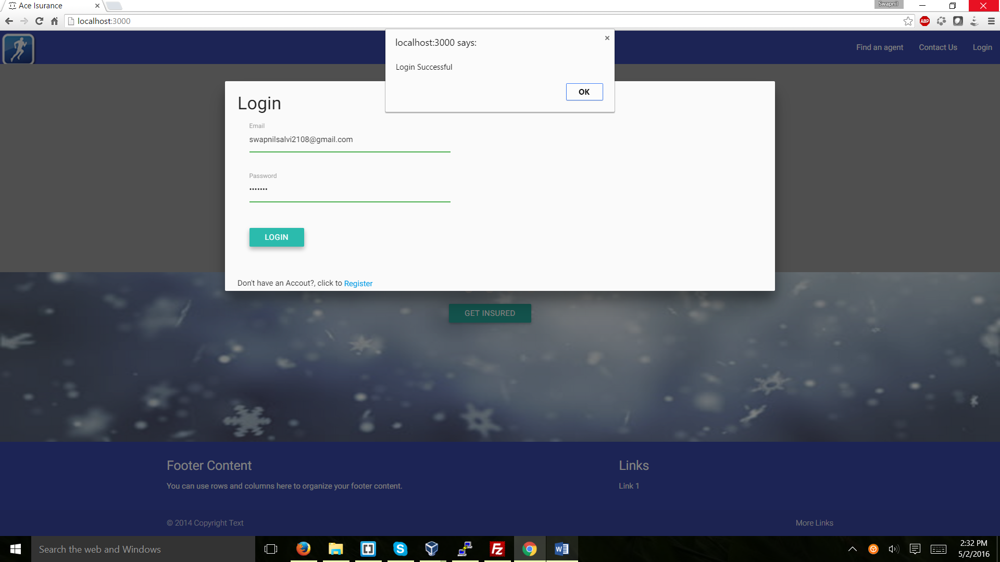 Ace Isurance
Swapnil
localhost:3000
ABP
localhost:3000 says:
Login Successful
OK
Find an agent
Contact Us
Login
Login
Email
swapnilsalvi2108@gmail.com
Password
•••••••
LOGIN
Don't have an Accout?, click to Register
GET INSURED
Footer Content
You can use rows and columns here to organize your footer content.
Links
Link 1
© 2014 Copyright Text
More Links
Search the web and Windows
2:32 PM
5/2/2016